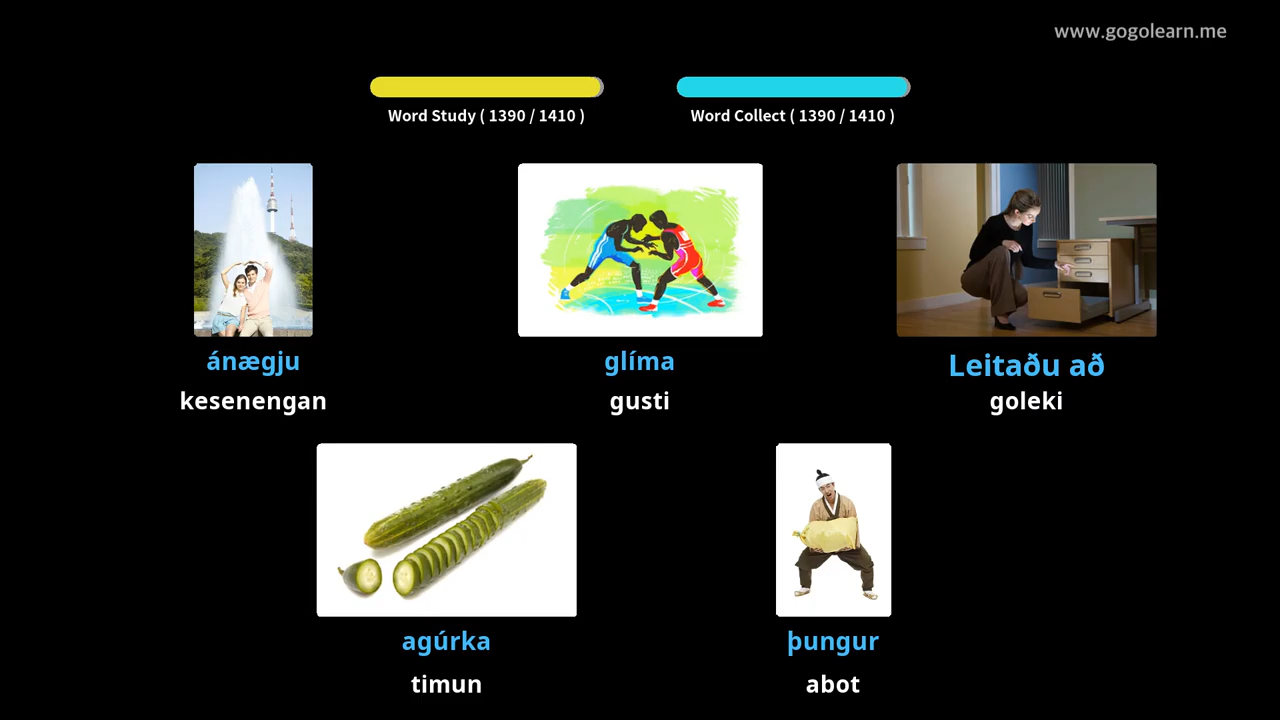 www.gogolearn.me
Word Study ( 1390 / 1410 )
Word Collect ( 1390 / 1410 )
ánægju
kesenengan
glíma
gusti
Leitaðu að
goleki
agúrka
timun
þungur
abot